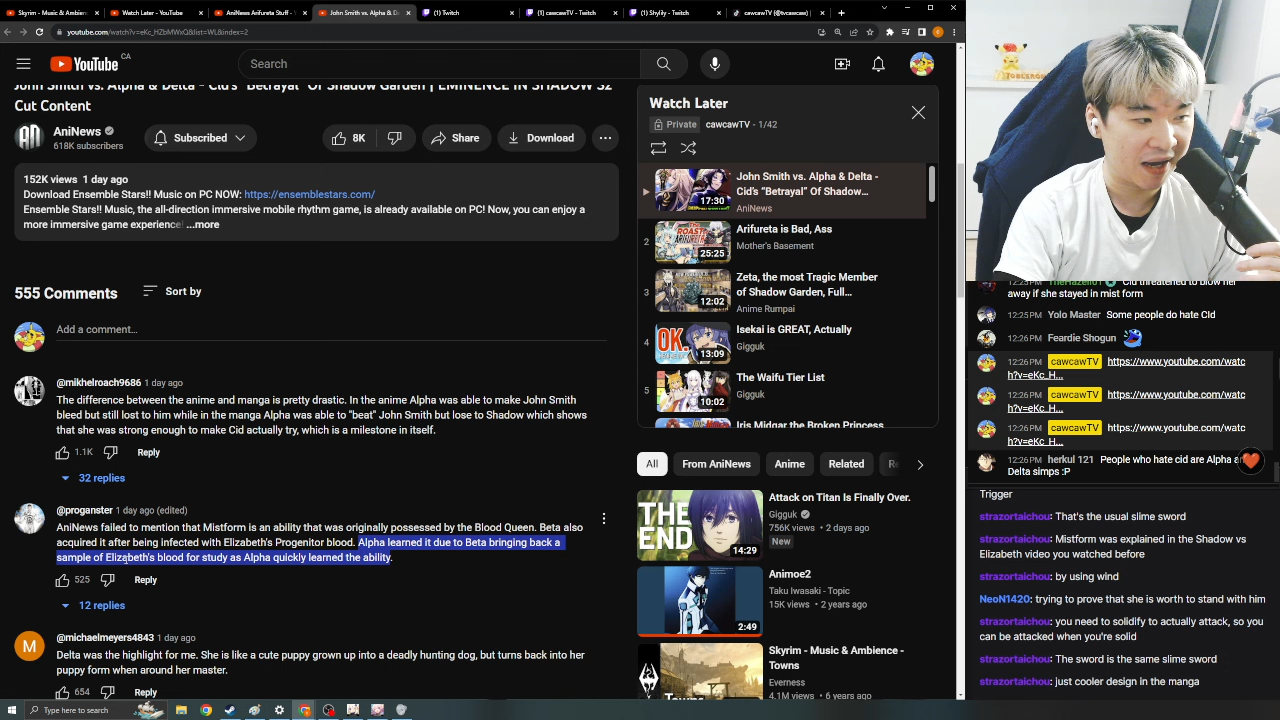 Skyrim - Music & Ambien
Watch Later - YouTube
AniNews Arifureta Stuff -
John Smith vs. Alpha & De
(1) Twitch
(1) cawcawTV - Twitch
(1) Shylily - Twitch
cawcawTV (@tvcawcaw) |
youtube.com/watch?v=eKc_HZbMWxQ&list=WL&index=2
YouTube CA
Search
John Smith vs. Alpha & Delta - Cid's "Betrayal" Of Shadow Garden | EMINENCE IN SHADOW S2
Cut Content
AN
AniNews
618K subscribers
Subscribed
8K
Share
Download
152K views 1 day ago
Download Ensemble Stars!! Music on PC NOW: https://ensemblestars.com/
Ensemble Stars!! Music, the all-direction immersive mobile rhythm game, is already available on PC! Now, you can enjoy a
more immersive game experience! ...more
555 Comments
Sort by
Add a comment...
@mikhelroach9686 1 day ago
The difference between the anime and manga is pretty drastic. In the anime Alpha was able to make John Smith
bleed but still lost to him while in the manga Alpha was able to "beat" John Smith but lose to Shadow which shows
that she was strong enough to make Cid actually try, which is a milestone in itself.
1.1K
Reply
32 replies
@proganster 1 day ago (edited)
AniNews failed to mention that Mistform is an ability that was originally possessed by the Blood Queen. Beta also
acquired it after being infected with Elizabeth's Progenitor blood. Alpha learned it due to Beta bringing back a
sample of Elizabeth's blood for study as Alpha quickly learned the ability.
525
Reply
12 replies
M
@michaelmeyers4843 1 day ago
Delta was the highlight for me. She is like a cute puppy grown up into a deadly hunting dog, but turns back into her
puppy form when around her master.
654
Reply
Watch Later
Private cawcawTV - 1/42
17:30
John Smith vs. Alpha & Delta -
Cid's "Betrayal" Of Shadow...
AniNews
2
25:25
Arifureta is Bad, Ass
Mother's Basement
3
12:02
Zeta, the most Tragic Member
of Shadow Garden, Full...
Anime Rumpai
4
OK.
13:09
Isekai is GREAT, Actually
Gigguk
5
10:02
The Waifu Tier List
Gigguk
Iris Midgar the Broken Princess
All
From AniNews
Anime
Related
THE
END
14:29
Attack on Titan Is Finally Over.
Gigguk
756K views • 2 days ago
New
2:49
Animoe2
Taku Iwasaki - Topic
15K views • 2 years ago
Skyrim - Music & Ambience -
Towns
Everness
4.1M views • 6 years ago
away if she stayed in mist form
12:25PM Yolo Master Some people do hate Cid
12:26PM Feardie Shogun
12:26PM cawcawTV https://www.youtube.com/watc
h?v=eKc_H...
12:26PM cawcawTV https://www.youtube.com/watc
h?v=eKc_H...
12:26PM cawcawTV https://www.youtube.com/watc
h?v=eKc_H...
12:26PM herkul 121 People who hate cid are Alpha a
Delta simps :P
Trigger
strazortaichou: That's the usual slime sword
strazortaichou: Mistform was explained in the Shadow vs
Elizabeth video you watched before
strazortaichou: by using wind
NeoN1420: trying to prove that she is worth to stand with him
strazortaichou: you need to solidify to actually attack, so you
can be attacked when you're solid
strazortaichou: The sword is the same slime sword
strazortaichou: just cooler design in the manga
Type here to search